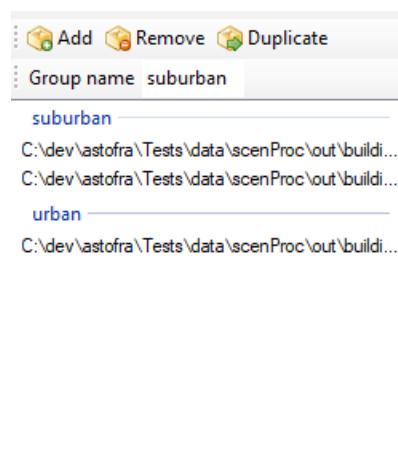 Add Remove Duplicate
Group name suburban
suburban
C:\dev\astofra\Tests\data\scenProc\out\buildi...
C:\dev\astofra\Tests\data\scenProc\out\buildi...
urban
C:\dev\astofra\Tests\data\scenProc\out\buildi...